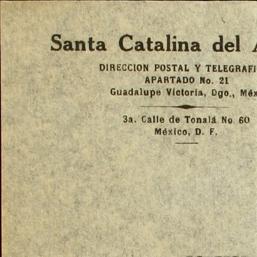 Santa Catalina del
DIRECCION POSTAL Y TELEGRAFI
APARTADO No. 21
Guadalupe Victoria, Dgo., Méx
3a. Calle de Tonalá No 60
México, D. F.